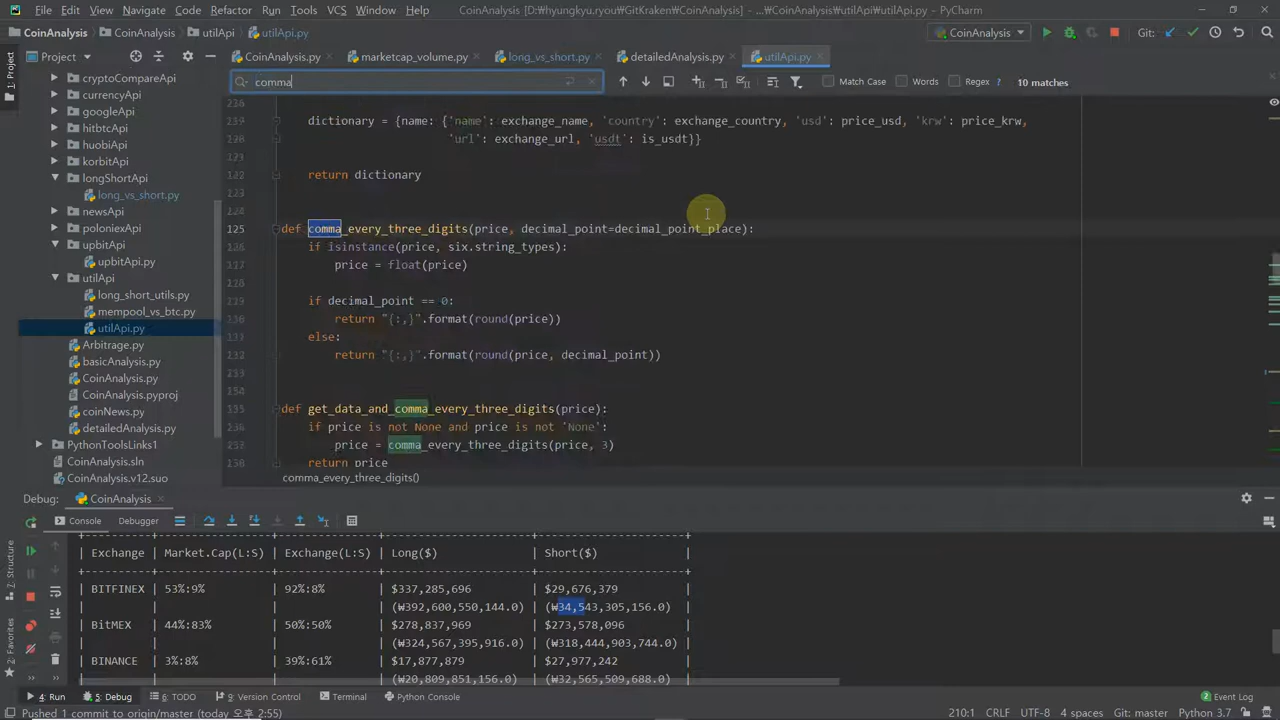 File Edit View Navigate Code Refactor Run Tools VCS Window Help CoinAnalysis [D:₩hyungkyu.ryou₩GitKraken₩CoinAnalysis] - ...₩CoinAnalysis₩utilApi₩utilApi.py - PyCharm
CoinAnalysis CoinAnalysis utilApi utilApi.py CoinAnalysis Git:
Project CoinAnalysis.py marketcap_volume.py long_vs_short.py detailedAnalysis.py utilApi.py
comma Match Case Words Regex ? 10 matches
1: Project
cryptoCompareApi
currencyApi
googleApi
hitbtcApi
huobiApi
korbitApi
longShortApi
long_vs_short.py
newsApi
poloniexApi
upbitApi
upbitApi.py
utilApi
long_short_utils.py
mempool_vs_btc.py
utilApi.py
Arbitrage.py
basicAnalysis.py
CoinAnalysis.py
CoinAnalysis.pyproj
coinNews.py
detailedAnalysis.py
PythonToolsLinks1
CoinAnalysis.sln
CoinAnalysis.v12.suo
dictionary = {name: {'name': exchange_name, 'country': exchange_country, 'usd': price_usd, 'krw': price_krw,
'url': exchange_url, 'usdt': is_usdt}}
return dictionary
125 def comma_every_three_digits(price, decimal_point=decimal_point_place):
if isinstance(price, six.string_types):
price = float(price)
if decimal_point == 0:
return "{:,}".format(round(price))
else:
return "{:,}".format(round(price, decimal_point))
def get_data_and_comma_every_three_digits(price):
if price is not None and price is not 'None':
price = comma_every_three_digits(price, 3)
return price
comma_every_three_digits()
Debug: CoinAnalysis
Console Debugger
7: Structure
2: Favorites
| Exchange | Market.Cap(L:S) | Exchange(L:S) | Long($) | Short($) |
| BITFINEX | 53%:9% | 92%:8% | $337,285,696 | $29,676,379 |
| | | | (₩392,600,550,144.0) | (₩34,543,305,156.0) |
| BitMEX | 44%:83% | 50%:50% | $278,837,969 | $273,578,096 |
| | | | (₩324,567,395,916.0) | (₩318,444,903,744.0) |
| BINANCE | 3%:8% | 39%:61% | $17,877,879 | $27,977,242 |
| | | | (₩20,809,851,156.0) | (₩32,565,509,688.0) |
4: Run 5: Debug 6: TODO 9: Version Control Terminal Python Console Event Log
Pushed 1 commit to origin/master (today 오후 2:55) 210:1 CRLF UTF-8 4 spaces Git: master Python 3.7